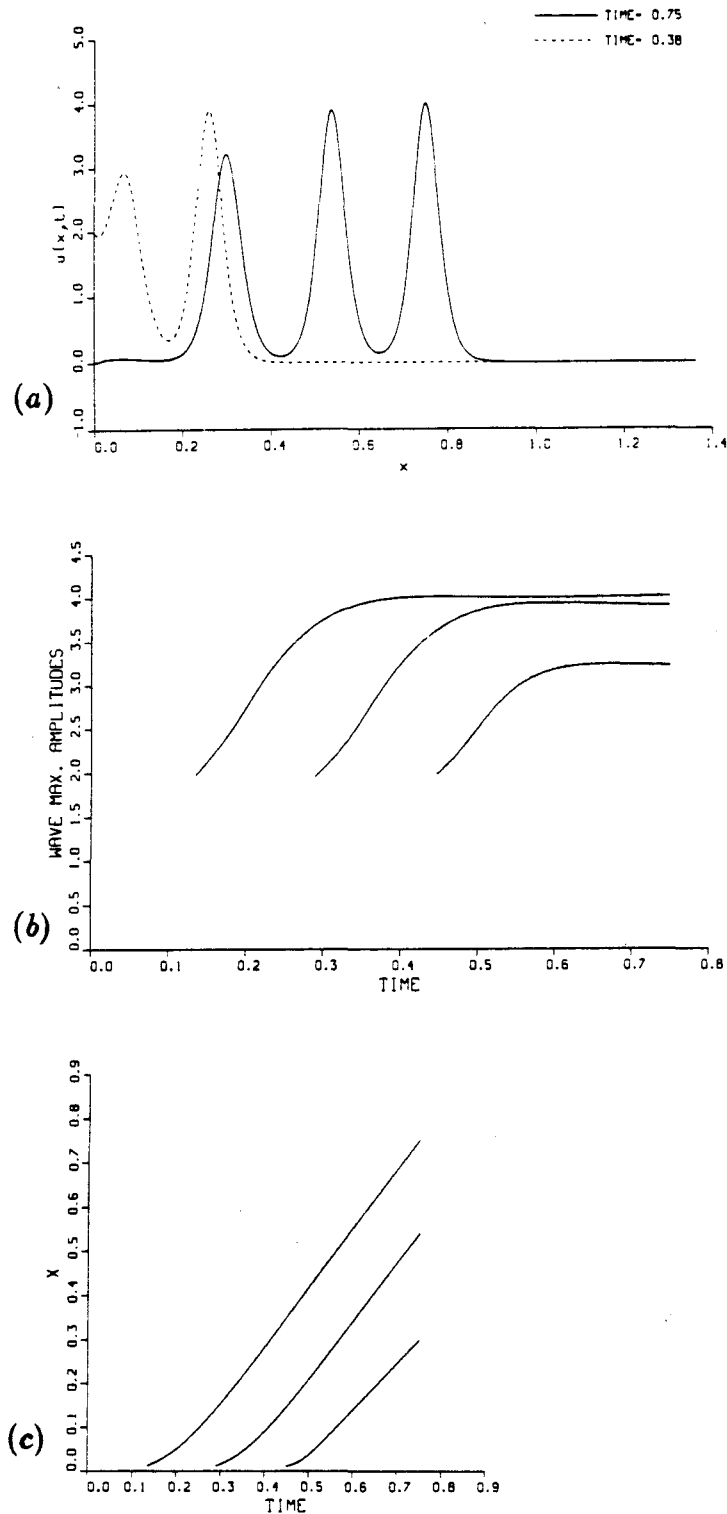 TIME- 0.75
TIME- 0.38
5.0
4.0
3.0
2.0
1.0
0.0
-1.0
u(x,t)
(a)
0.0 0.2 0.4 0.6 0.8 1.0 1.2 1.4
x
4.5
4.0
3.5
3.0
2.5
2.0
1.5
1.0
0.5
0.0
WAVE MAX. AMPLITUDES
(b)
0.0 0.1 0.2 0.3 0.4 0.5 0.6 0.7 0.8
TIME
0.9
0.8
0.7
0.6
0.5
0.4
0.3
0.2
0.1
0.0
X
(c)
0.0 0.1 0.2 0.3 0.4 0.5 0.6 0.7 0.8 0.9
TIME